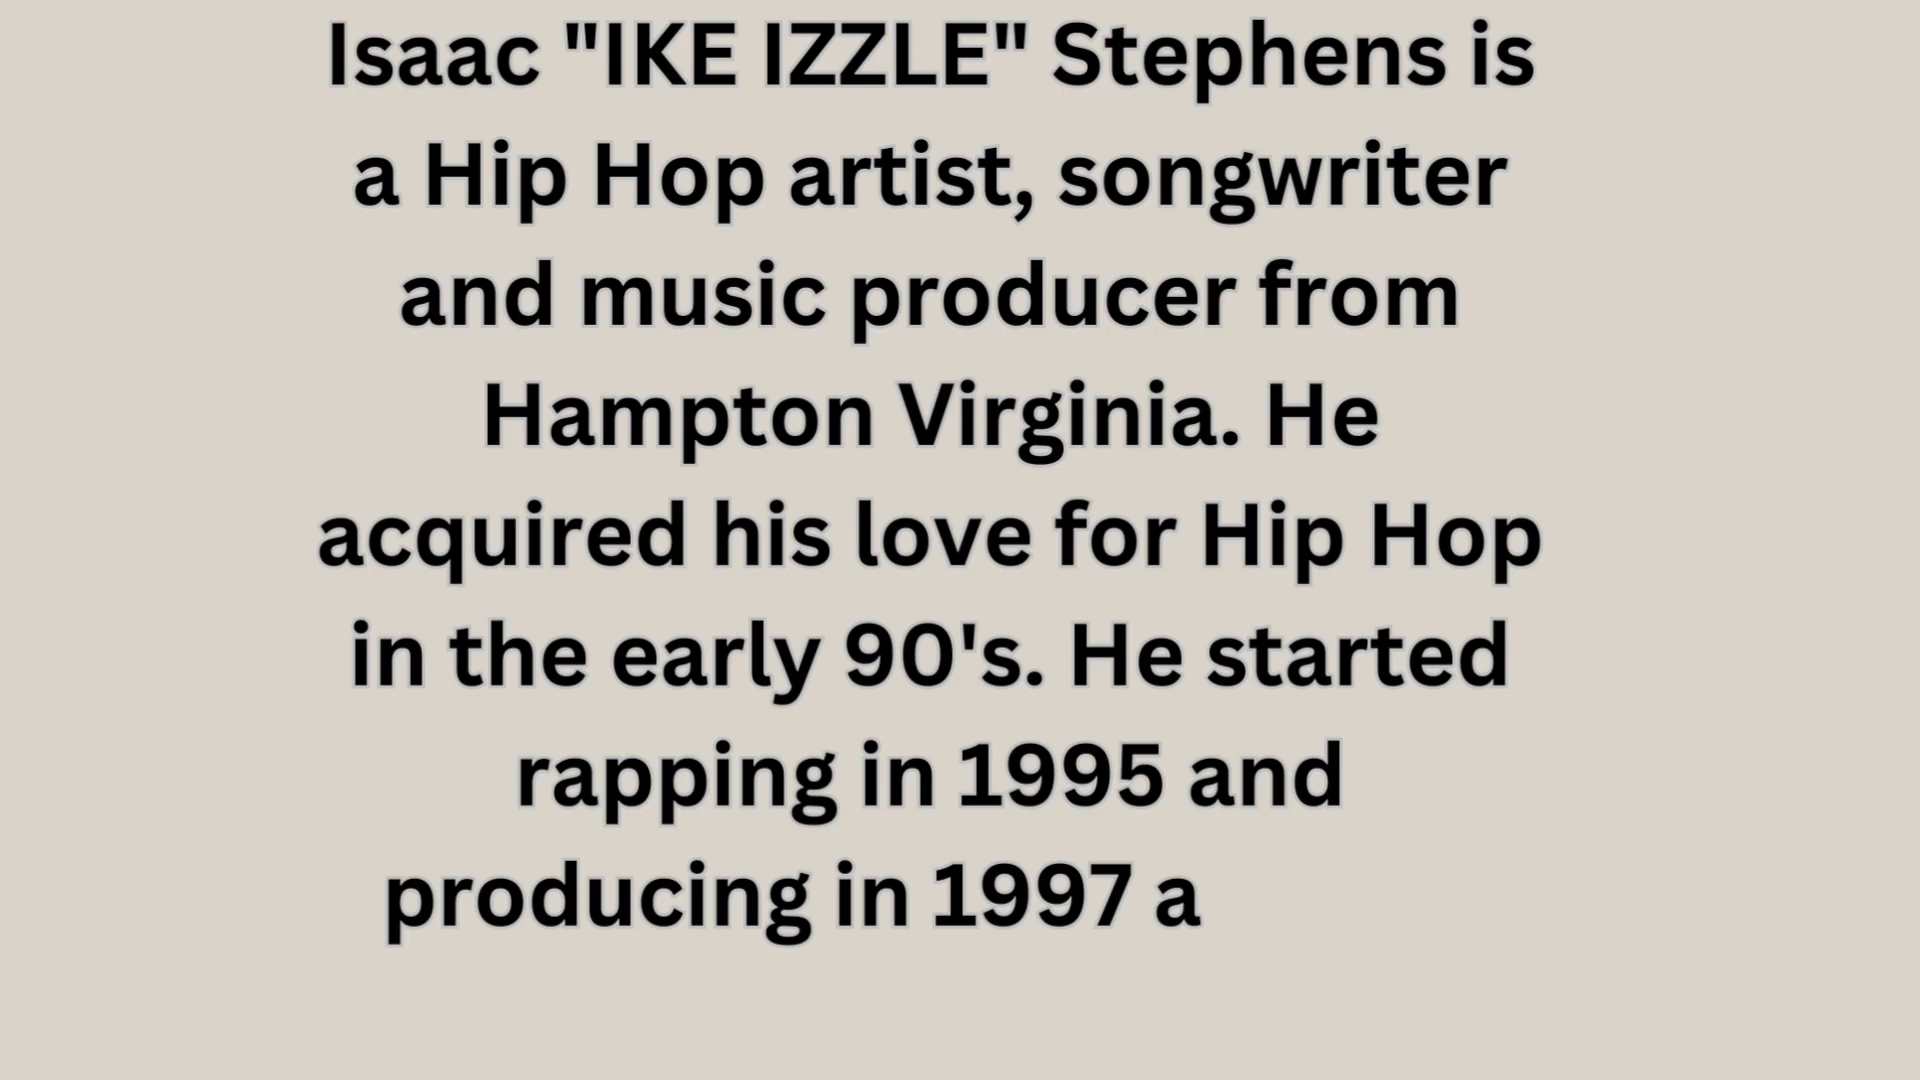 Isaac "IKE IZZLE" Stephens is
a Hip Hop artist, songwriter
and music producer from
Hampton Virginia. He
acquired his love for Hip Hop
in the early 90's. He started
rapping in 1995 and
producing in 1997 a